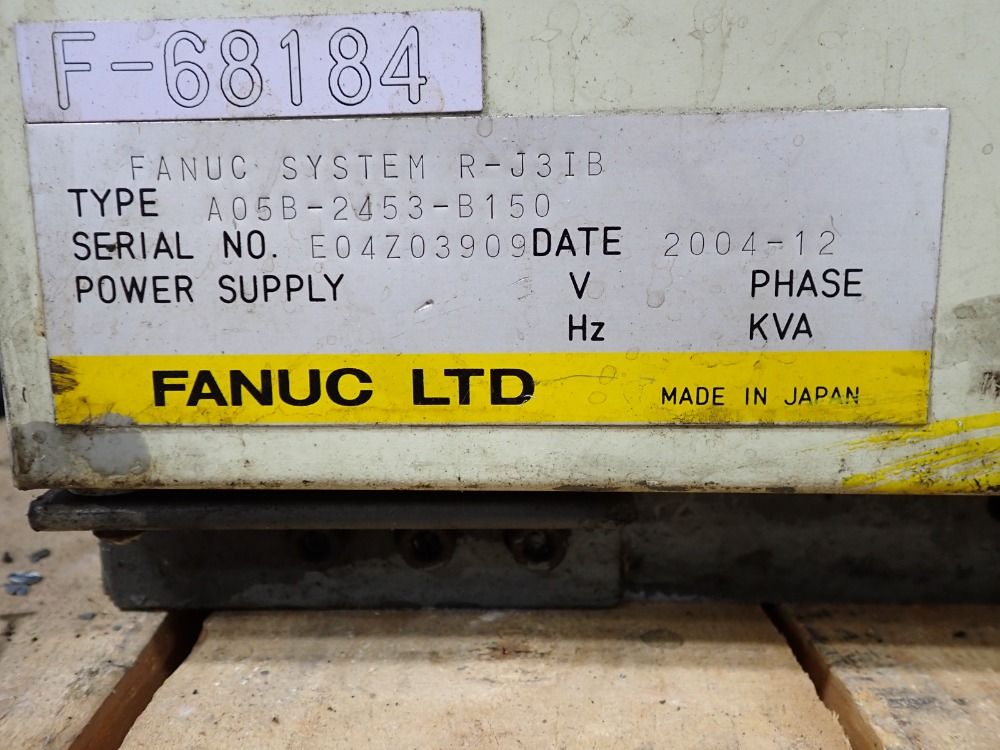 F-68184
FANUC SYSTEM R-J3IB
TYPE A05B-2453-B150
SERIAL NO. E04Z03909 DATE 2004-12
POWER SUPPLY V PHASE
Hz KVA
FANUC LTD MADE IN JAPAN